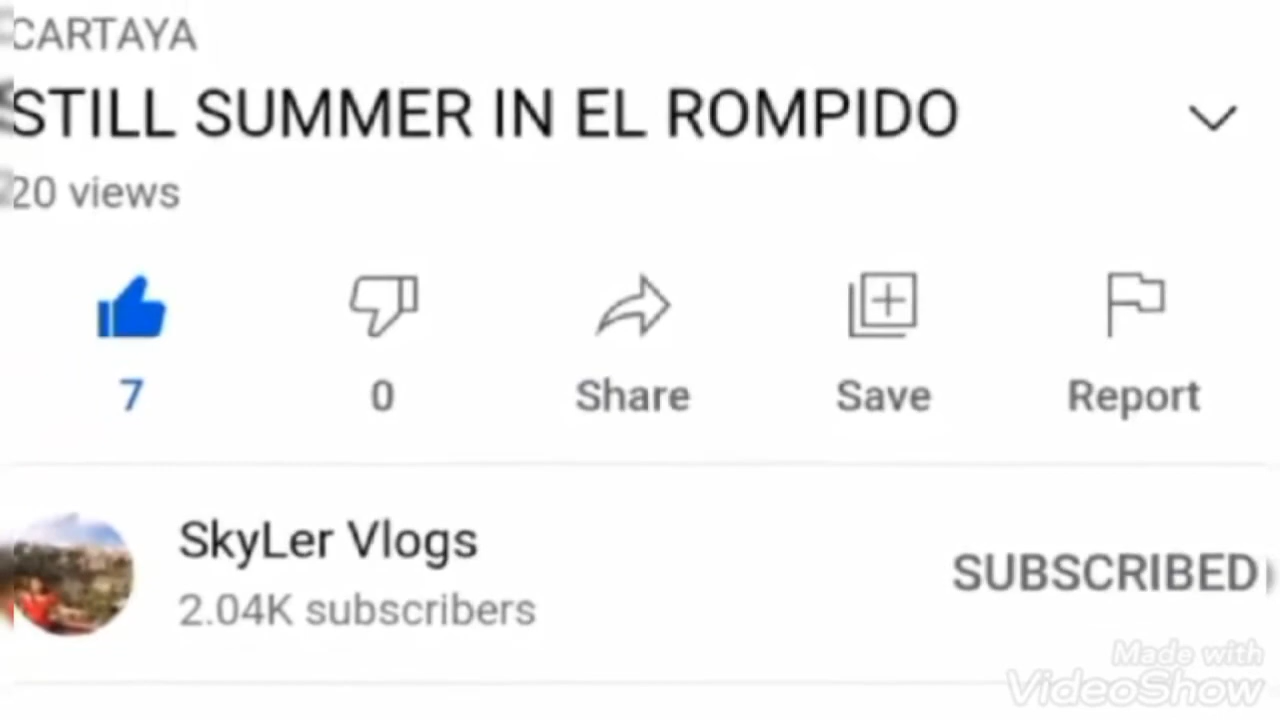 CARTAYA
STILL SUMMER IN EL ROMPIDO
20 views
7
0
Share
Save
Report
SkyLer Vlogs
2.04K subscribers
SUBSCRIBED
Made with
VideoShow